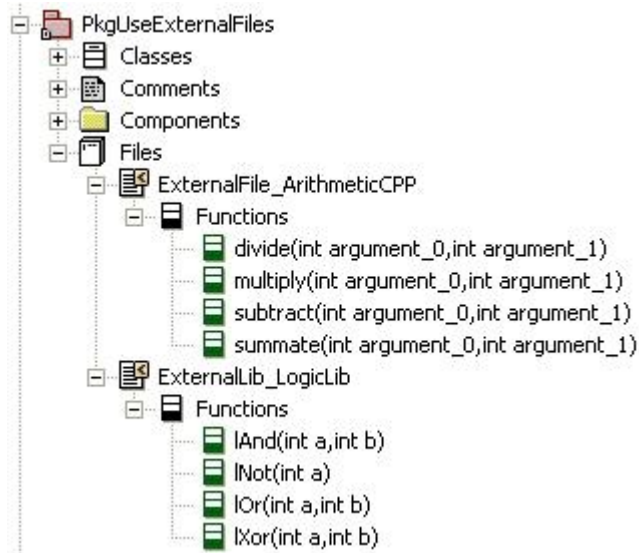 PkgUseExternalFiles
Classes
Comments
Components
Files
ExternalFile_ArithmeticCPP
Functions
divide(int argument_0,int argument_1)
multiply(int argument_0,int argument_1)
subtract(int argument_0,int argument_1)
summate(int argument_0,int argument_1)
ExternalLib_LogicLib
Functions
lAnd(int a,int b)
lNot(int a)
lOr(int a,int b)
lXor(int a,int b)